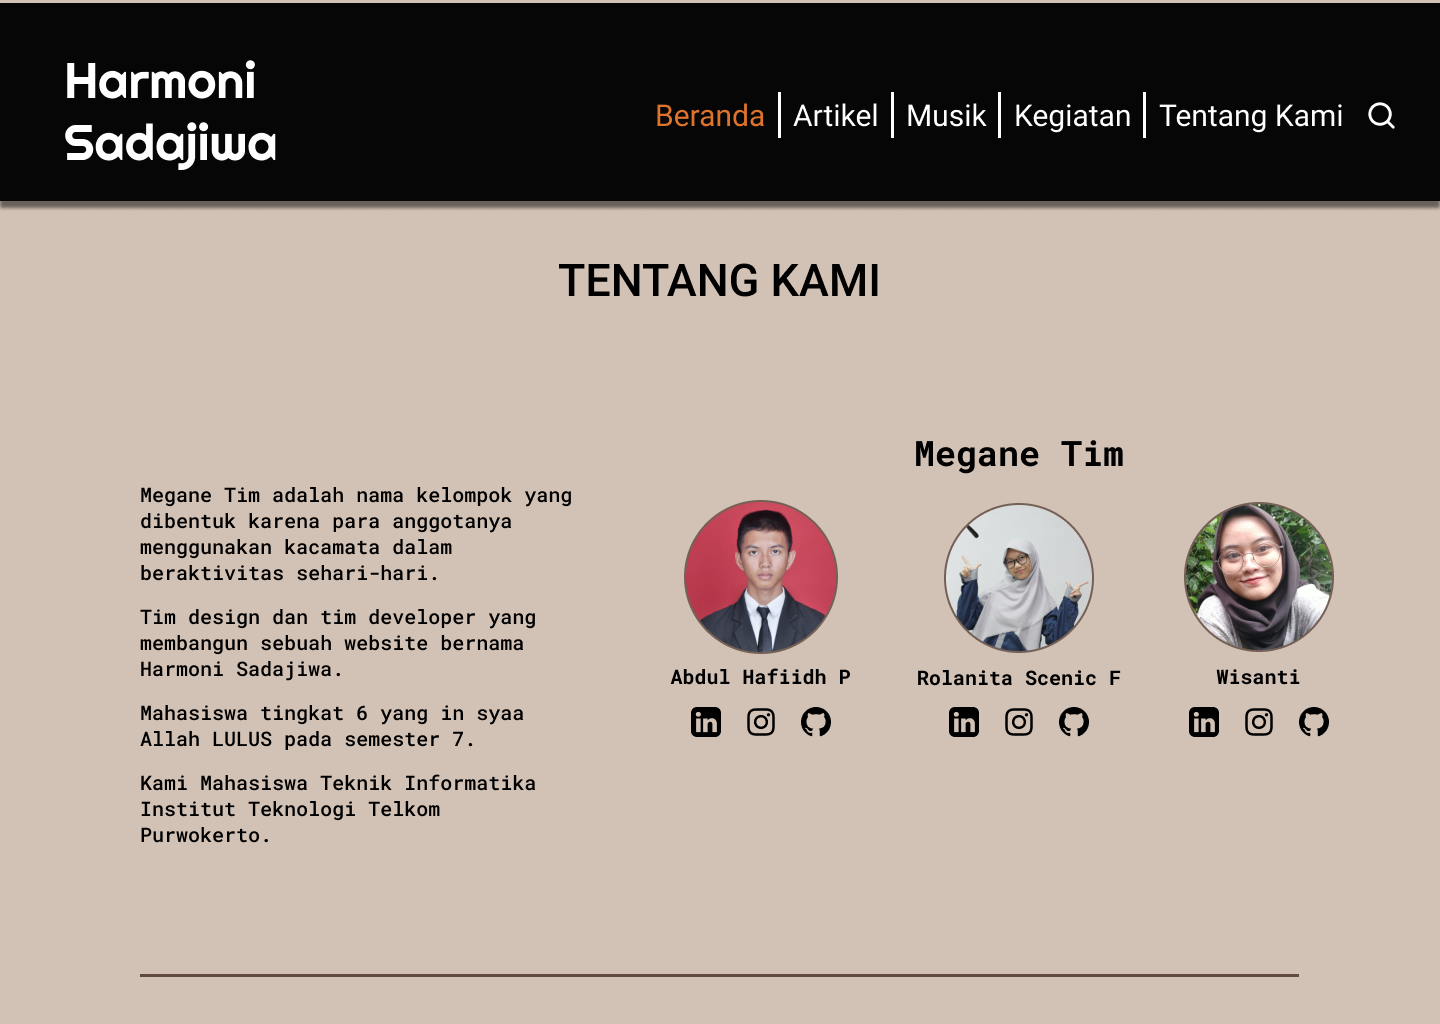 Harmoni
Sadajiwa
Beranda Artikel Musik Kegiatan Tentang Kami
TENTANG KAMI
Megane Tim adalah nama kelompok yang
dibentuk karena para anggotanya
menggunakan kacamata dalam
beraktivitas sehari-hari.
Tim design dan tim developer yang
membangun sebuah website bernama
Harmoni Sadajiwa.
Mahasiswa tingkat 6 yang in syaa
Allah LULUS pada semester 7.
Kami Mahasiswa Teknik Informatika
Institut Teknologi Telkom
Purwokerto.
Megane Tim
Abdul Hafiidh P
Rolanita Scenic F
Wisanti